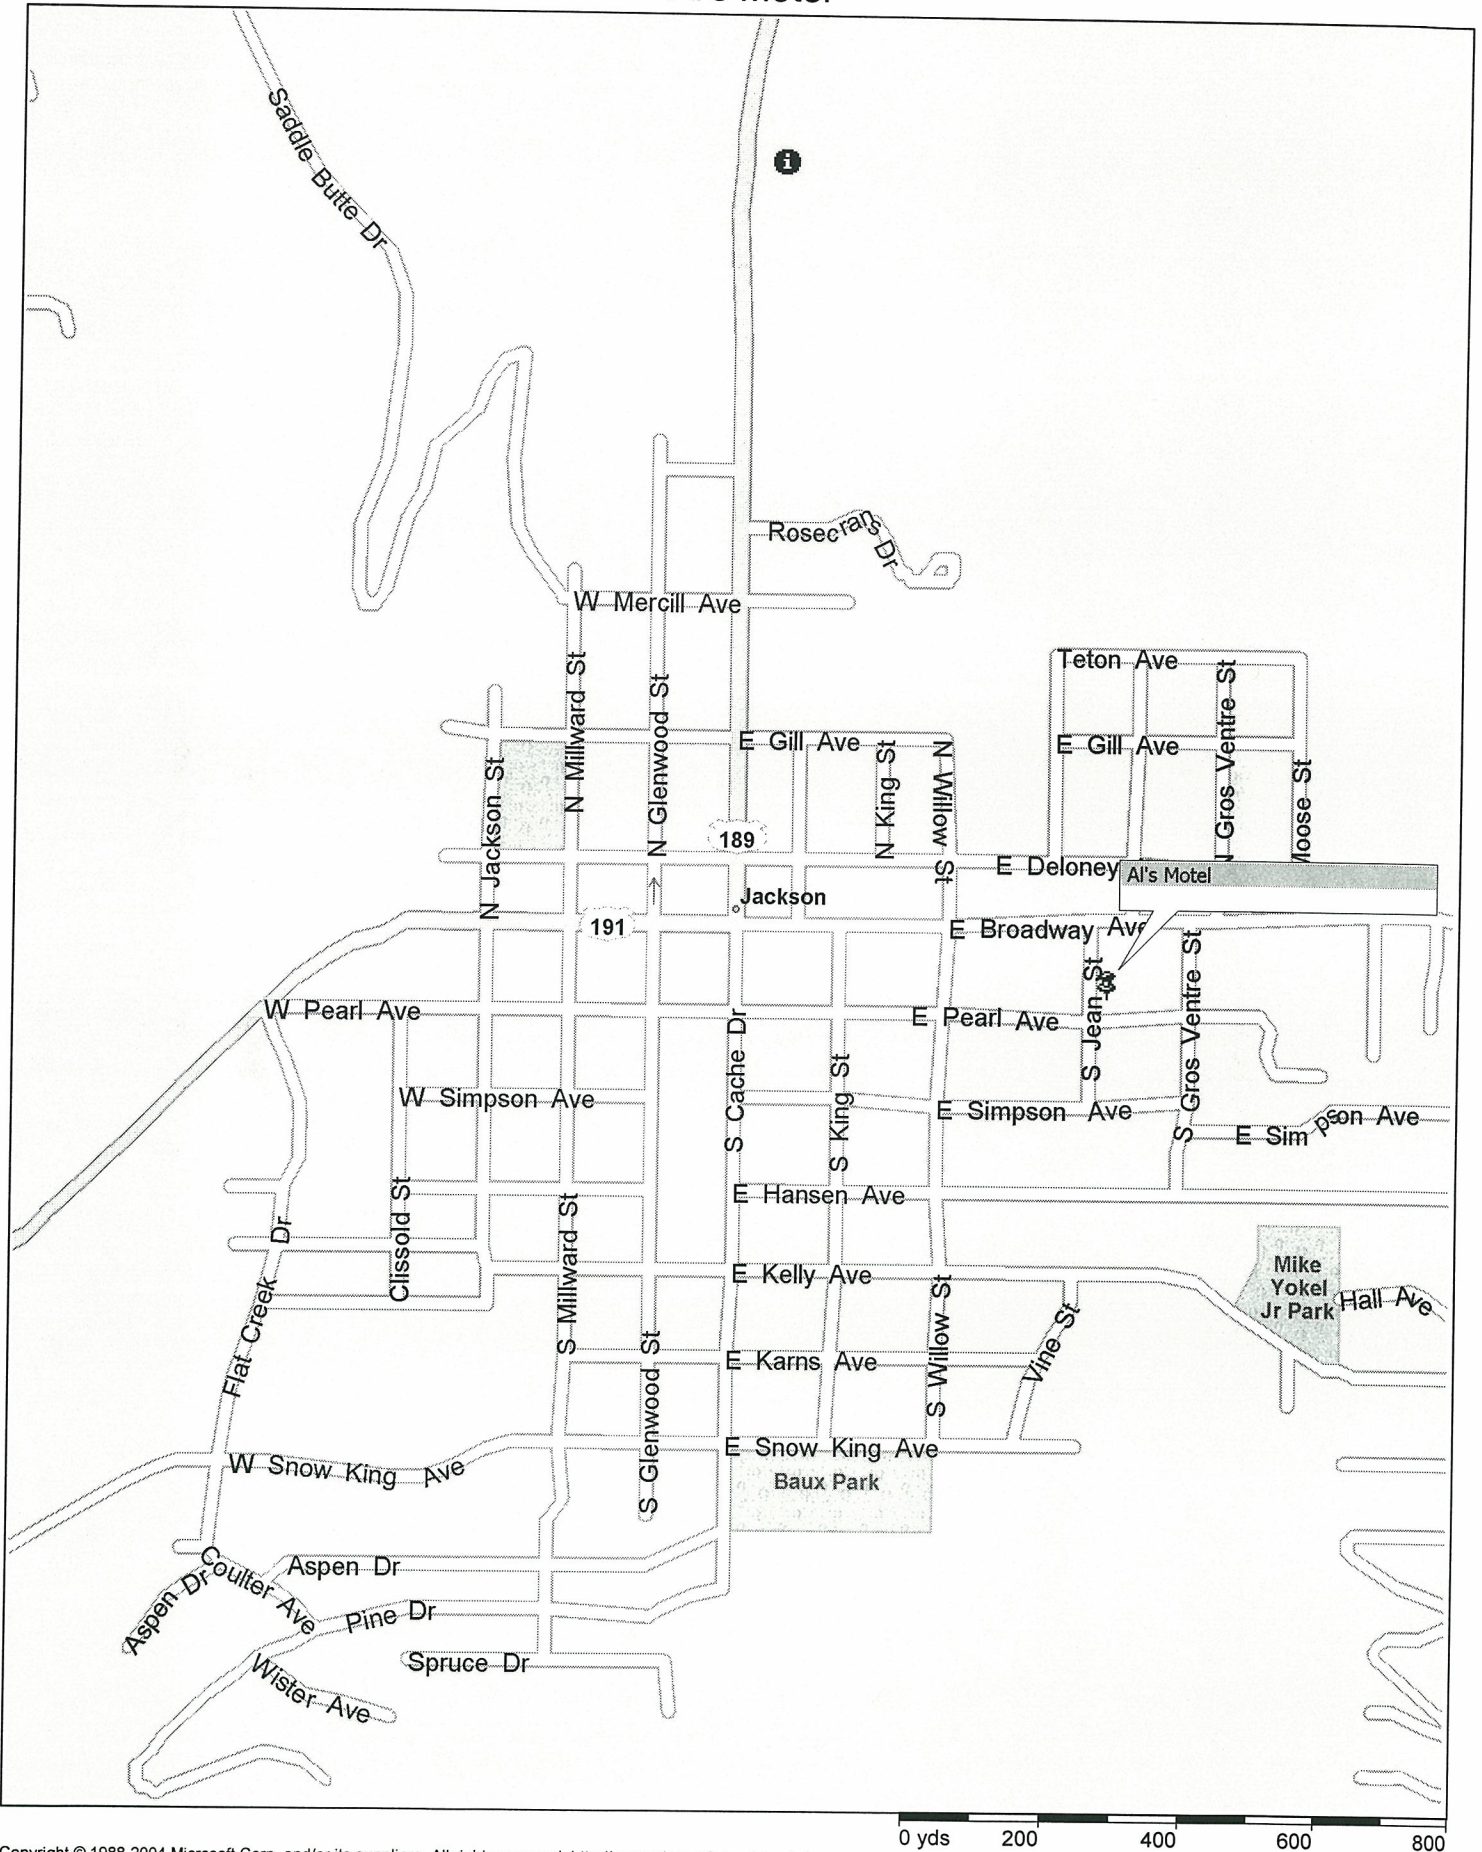 Saddle Butte Dr
Rosecrans Dr
W Mercill Ave
N Millward St
N Glenwood St
Teton Ave
N Gros Ventre St
E Gill Ave
E Gill Ave
N King St
N Willow St
N Jackson St
Moose St
189
E Deloney
Al's Motel
Jackson
191
E Broadway Ave
W Pearl Ave
E Pearl Ave
S Jean St
S Gros Ventre St
S Cache Dr
S King St
W Simpson Ave
E Simpson Ave
E Simpson Ave
E Hansen Ave
Clissold St
S Millward St
Flat Creek Dr
E Kelly Ave
Mike
Yokel
Jr Park
Hall Ave
S Willow St
Vine St
E Karns Ave
S Glenwood St
E Snow King Ave
W Snow King Ave
Baux Park
Aspen Dr
Coulter Ave
Aspen Dr
Pine Dr
Spruce Dr
Wister Ave
0 yds 200 400 600 800